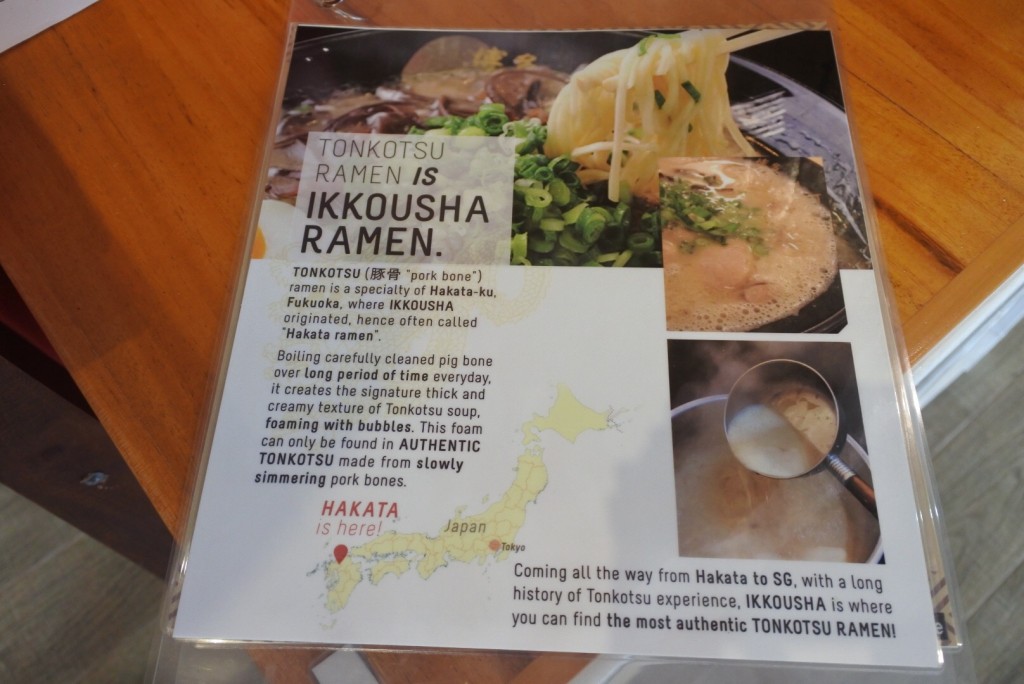 TONKOTSU
RAMEN IS
IKKOUSHA
RAMEN.
TONKOTSU (豚骨 "pork bone")
ramen is a specialty of Hakata-ku,
Fukuoka, where IKKOUSHA
originated, hence often called
"Hakata ramen".
Boiling carefully cleaned pig bone
over long period of time everyday,
it creates the signature thick and
creamy texture of Tonkotsu soup,
foaming with bubbles. This foam
can only be found in AUTHENTIC
TONKOTSU made from slowly
simmering pork bones.
HAKATA
is here!
Japan
Tokyo
Coming all the way from Hakata to SG, with a long
history of Tonkotsu experience, IKKOUSHA is where
you can find the most authentic TONKOTSU RAMEN!